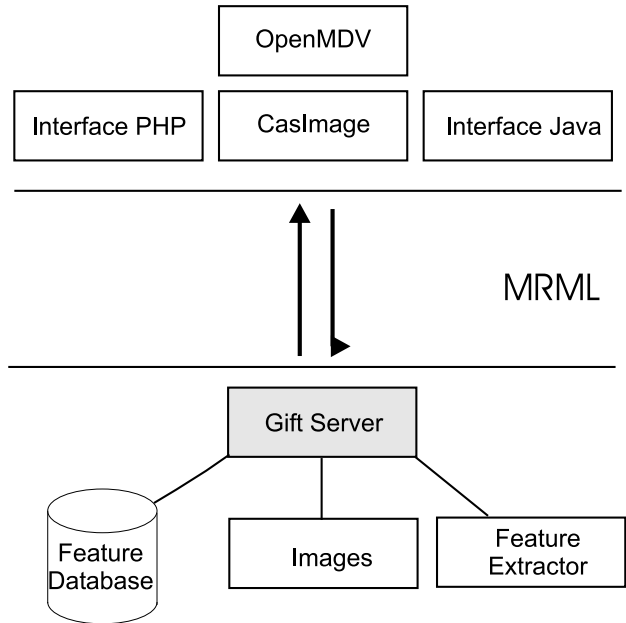 OpenMDV
Interface PHP
CasImage
Interface Java
MRML
Gift Server
Feature
Database
Images
Feature
Extractor